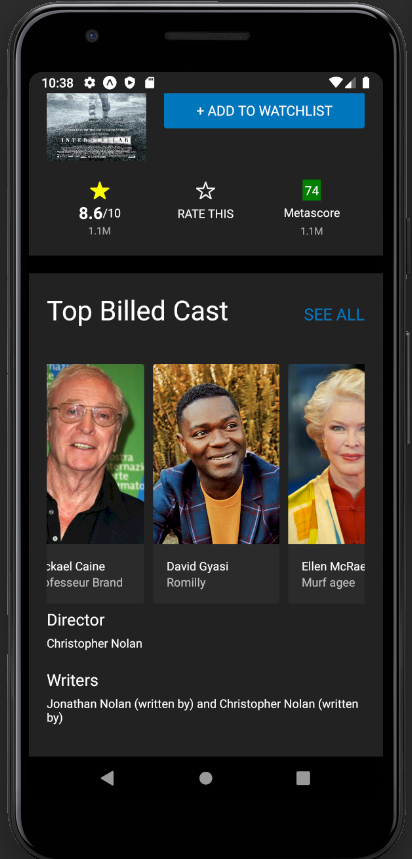 10:38
INTERSTELLAR
+ ADD TO WATCHLIST
8.6/10
1.1M
RATE THIS
74
Metascore
1.1M
Top Billed Cast
SEE ALL
ckael Caine
ofesseur Brand
David Gyasi
Romilly
Ellen McRae
Murf agee
Director
Christopher Nolan
Writers
Jonathan Nolan (written by) and Christopher Nolan (written
by)